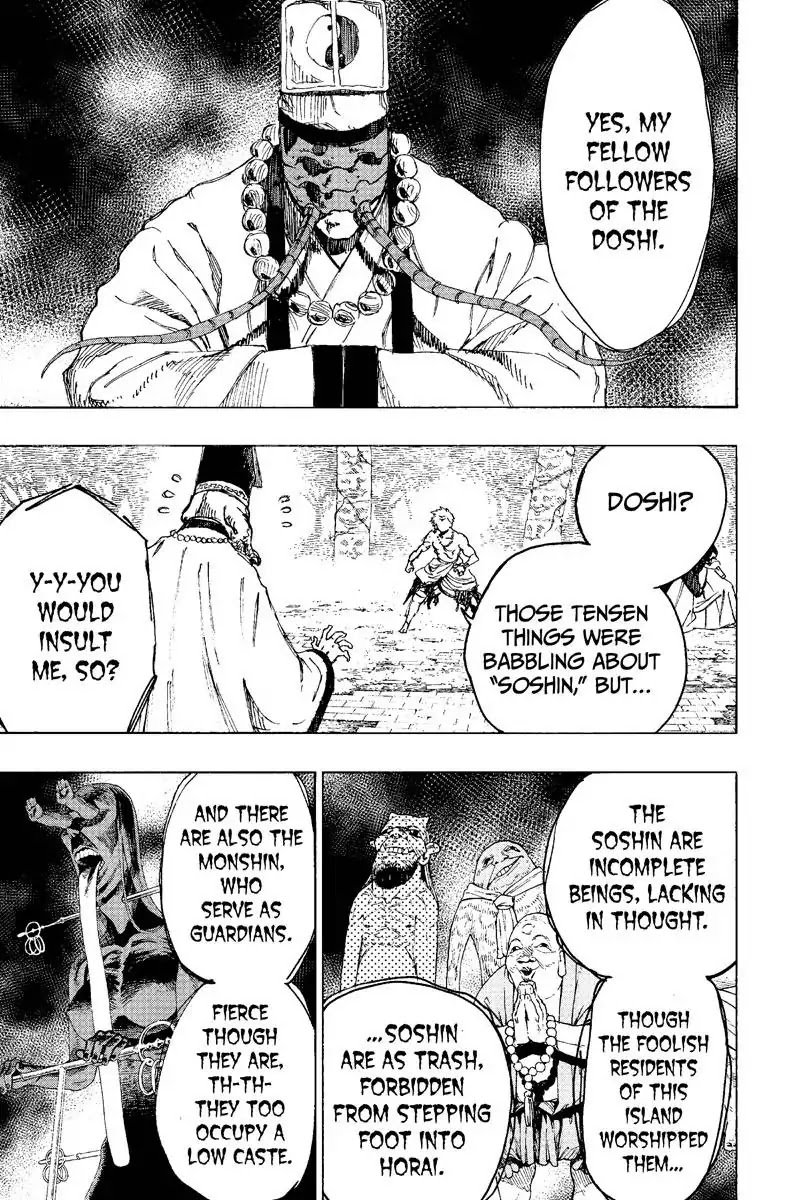 YES, MY
FELLOW
FOLLOWERS
OF THE
DOSHI.
DOSHI?
THOSE TENSEN
THINGS WERE
BABBLING ABOUT
"SOSHIN," BUT...
Y-Y-YOU
WOULD
INSULT
ME, SO?
THE
SOSHIN ARE
INCOMPLETE
BEINGS, LACKING
IN THOUGHT.
THOUGH
THE FOOLISH
RESIDENTS
OF THIS
ISLAND
WORSHIPPED
THEM...
...SOSHIN
ARE AS TRASH,
FORBIDDEN
FROM STEPPING
FOOT INTO
HORAI.
AND THERE
ARE ALSO THE
MONSHIN,
WHO
SERVE AS
GUARDIANS.
FIERCE
THOUGH
THEY ARE,
TH-TH-
THEY TOO
OCCUPY A
LOW CASTE.